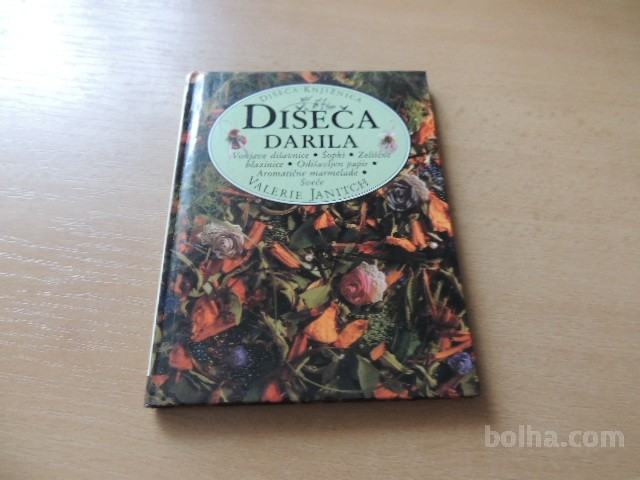 DIŠEČA KNJIŽNICA
DIŠEČA
DARILA
Vonjave dišavnice • Šopki • Zeliščne
blazinice • Odišavljen papir •
Aromatične marmelade •
Sveče
VALERIE JANITCH
bolha.com